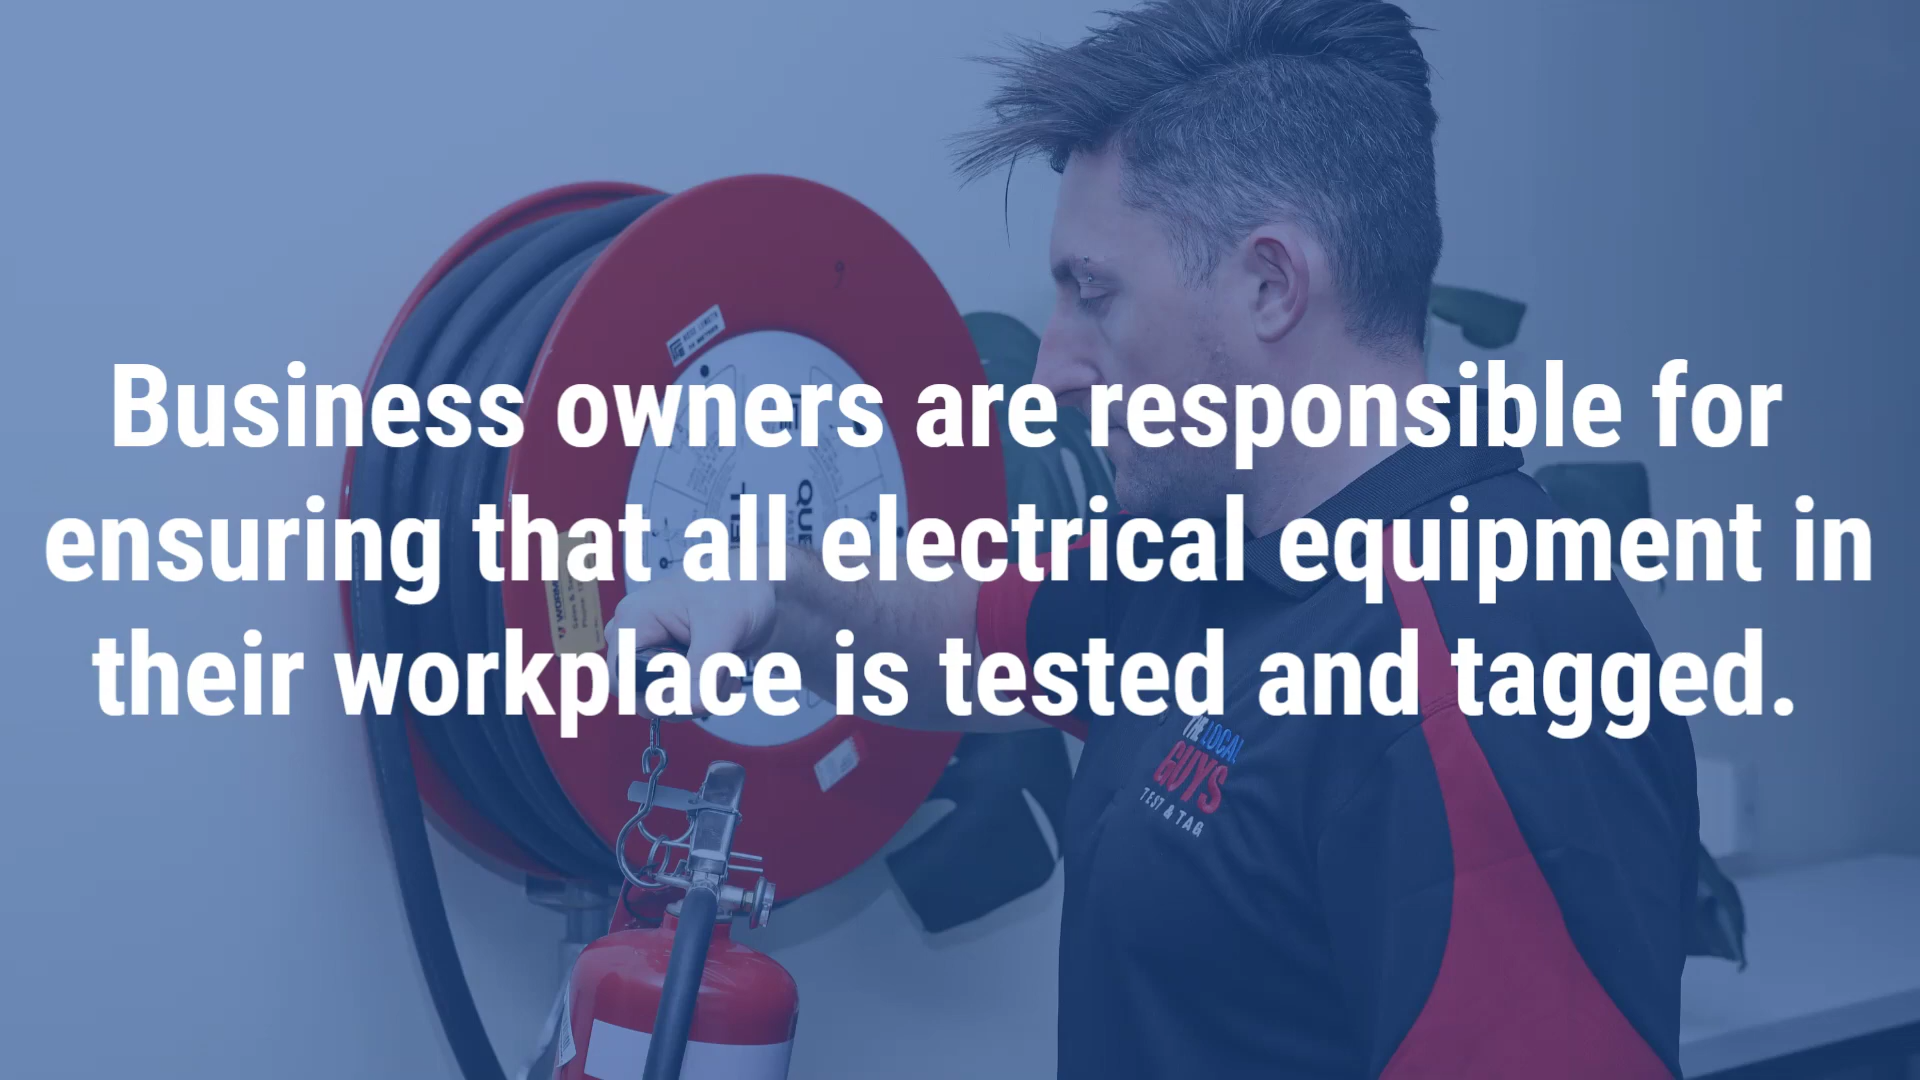 Business owners are responsible for
ensuring that all electrical equipment in
their workplace is tested and tagged.
THE LOCAL
GUYS
TEST & TAG